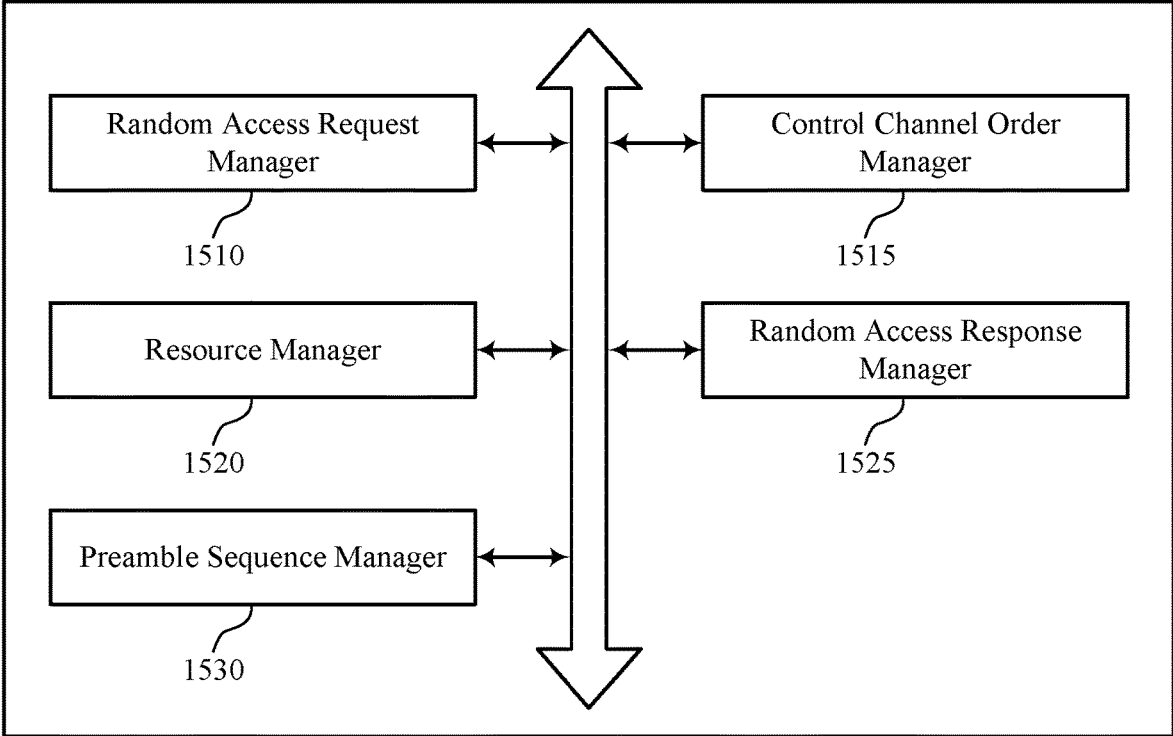 Random Access Request
Manager
1510
Control Channel Order
Manager
1515
Resource Manager
1520
Random Access Response
Manager
1525
Preamble Sequence Manager
1530